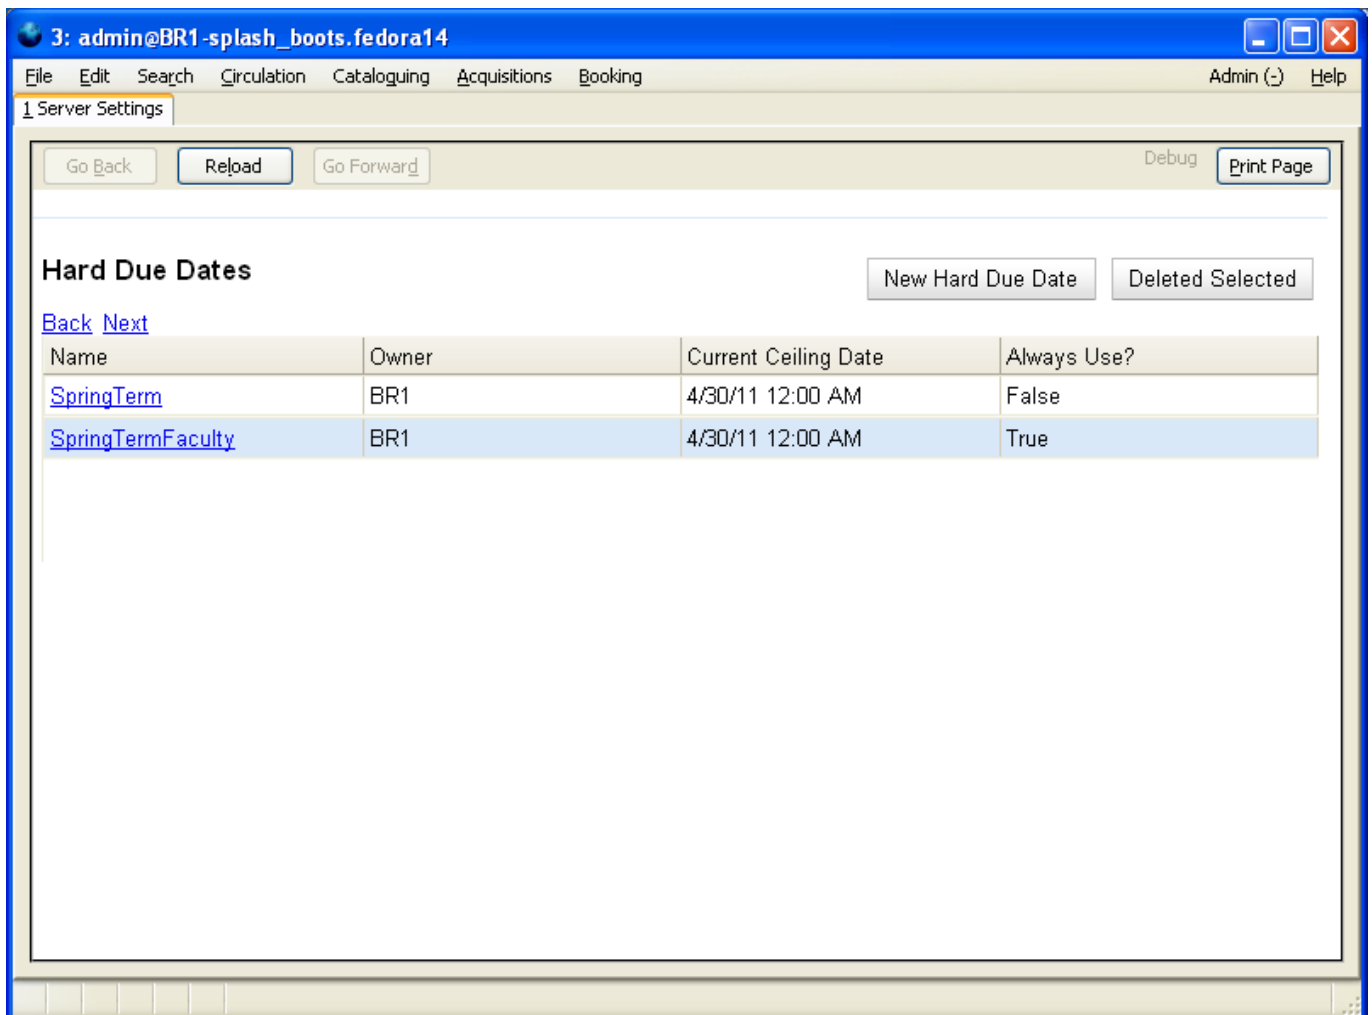 3: admin@BR1-splash_boots.fedora14
File Edit Search Circulation Cataloguing Acquisitions Booking Admin (-) Help
1 Server Settings
Go Back Reload Go Forward Debug Print Page
Hard Due Dates New Hard Due Date Deleted Selected
Back Next
Name Owner Current Ceiling Date Always Use?
SpringTerm BR1 4/30/11 12:00 AM False
SpringTermFaculty BR1 4/30/11 12:00 AM True